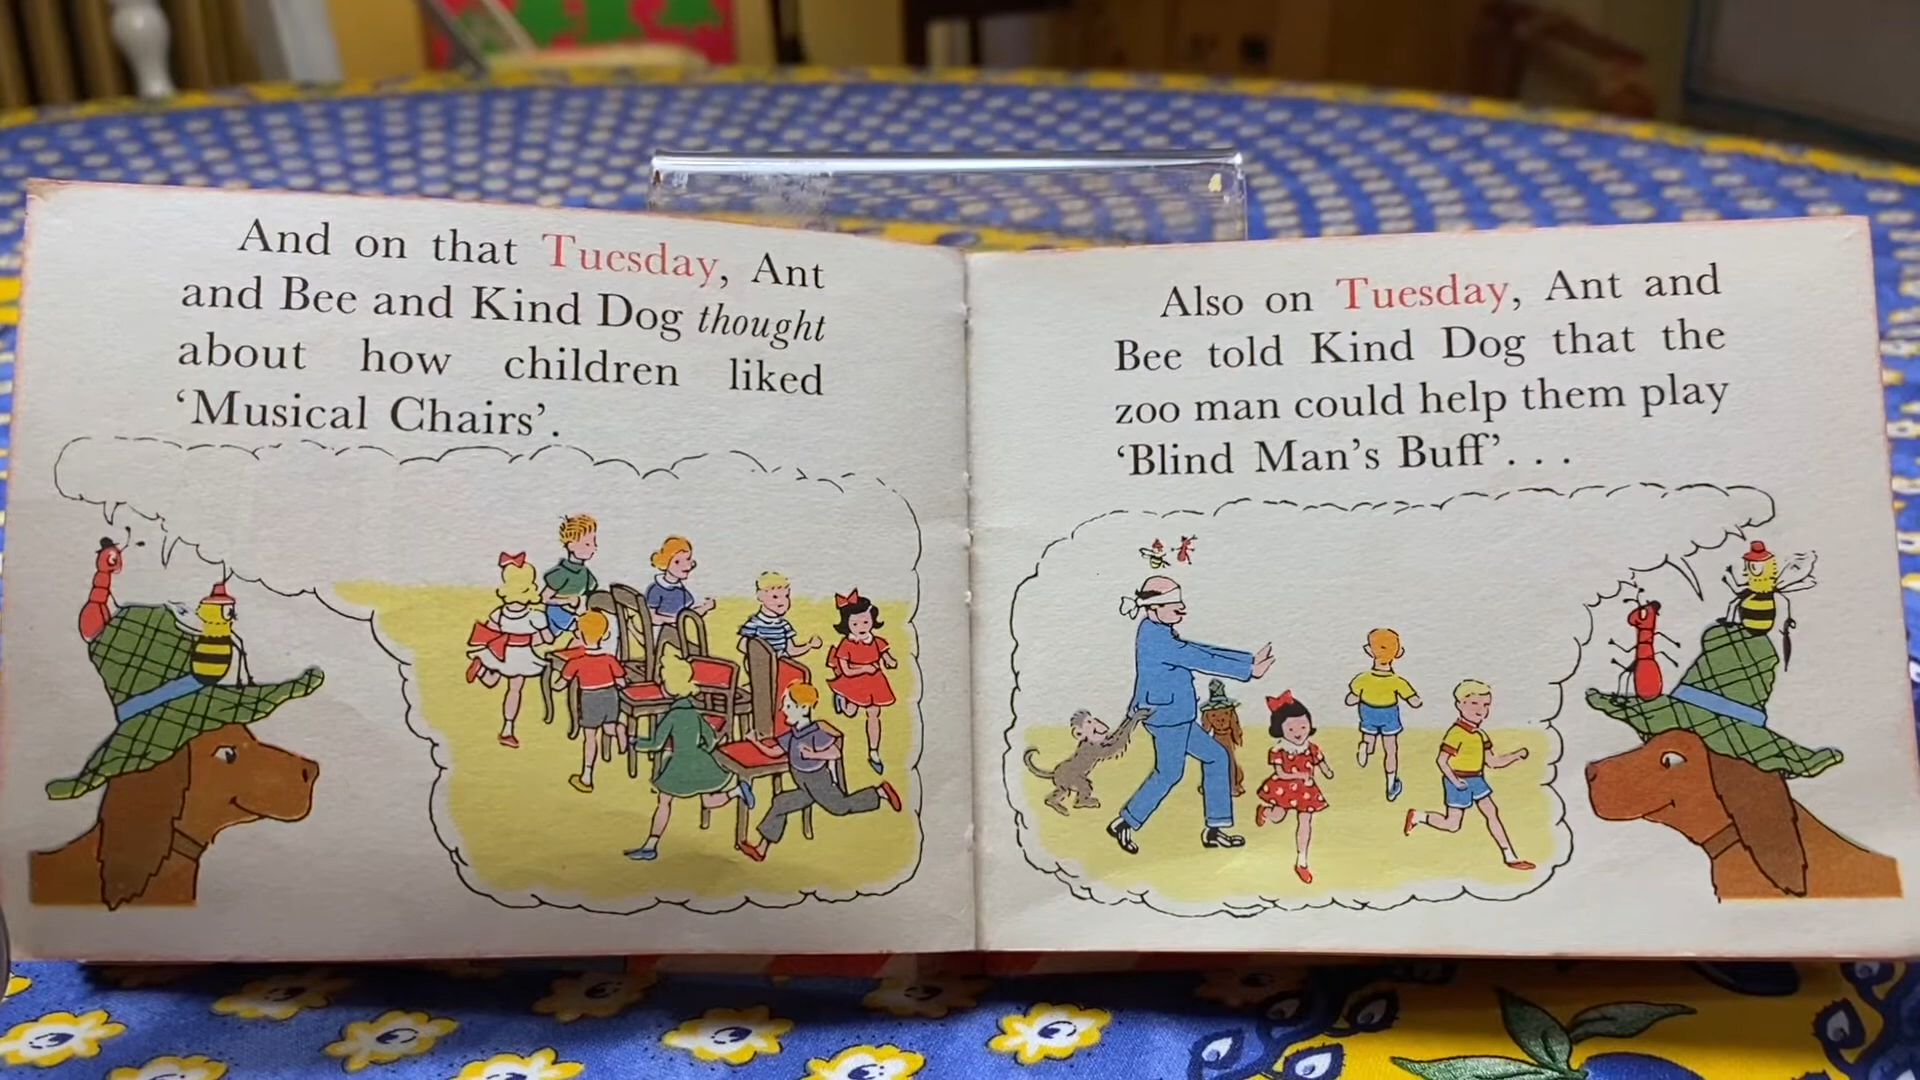 And on that Tuesday, Ant
and Bee and Kind Dog thought
about how children liked
‘Musical Chairs’.
Also on Tuesday, Ant and
Bee told Kind Dog that the
zoo man could help them play
‘Blind Man’s Buff’. . .